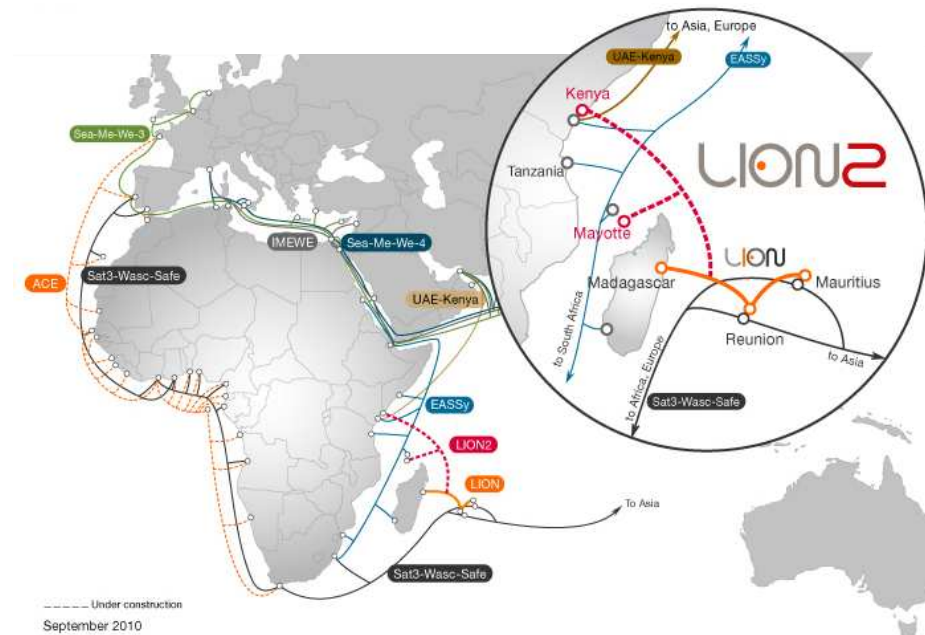 to Asia, Europe
UAE-Kenya
EASSy
Kenya
Sea-Me-We-3
Tanzania
LION2
Mayotte
IMEWE
Sea-Me-We-4
LION
Sat3-Wasc-Safe
Madagascar
Mauritius
ACE
UAE-Kenya
to South Africa
Reunion
to Asia
to Africa, Europe
Sat3-Wasc-Safe
EASSy
LION2
LION
To Asia
Sat3-Wasc-Safe
Under construction
September 2010